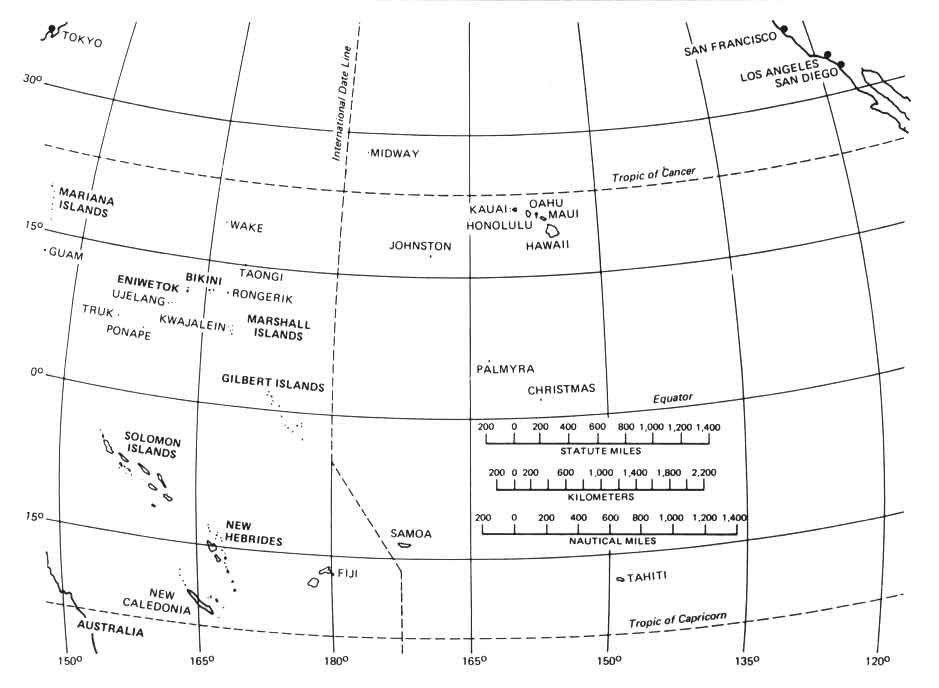 TOKYO
SAN FRANCISCO
LOS ANGELES
SAN DIEGO
30°
International Date Line
MIDWAY
Tropic of Cancer
MARIANA
ISLANDS
KAUAI
OAHU
MAUI
HONOLULU
HAWAII
15°
WAKE
JOHNSTON
GUAM
TAONGI
BIKINI
ENIWETOK
UJELANG
RONGERIK
TRUK
KWAJALEIN
MARSHALL
ISLANDS
PONAPE
0°
PALMYRA
GILBERT ISLANDS
CHRISTMAS
Equator
200 0 200 400 600 800 1,000 1,200 1,400
STATUTE MILES
SOLOMON
ISLANDS
200 0 200 600 1,000 1,400 1,800 2,200
KILOMETERS
15°
200 0 200 400 600 800 1,000 1,200 1,400
NAUTICAL MILES
NEW
HEBRIDES
SAMOA
FIJI
TAHITI
NEW
CALEDONIA
Tropic of Capricorn
AUSTRALIA
150° 165° 180° 165° 150° 135° 120°